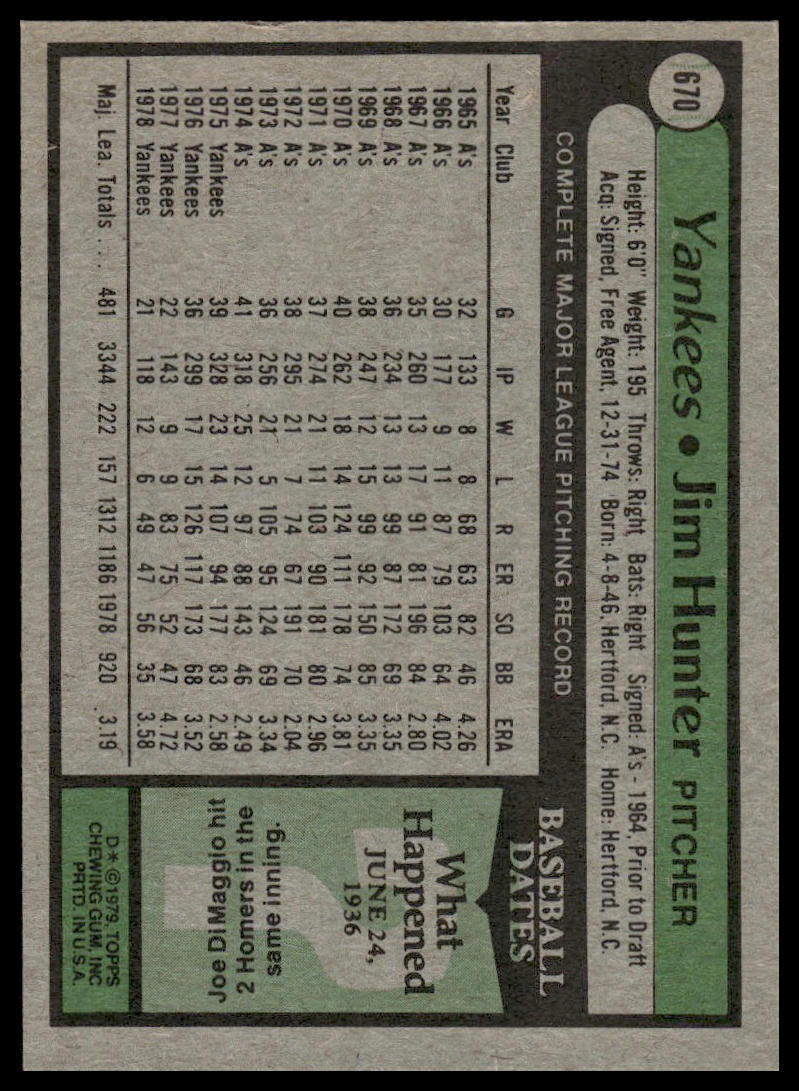 670
Yankees • Jim Hunter PITCHER
Height: 6'0" Weight: 195 Throws: Right Bats: Right Signed: A's - 1964, Prior to Draft
Acq: Signed, Free Agent, 12-31-74 Born: 4-8-46, Hertford, N.C. Home: Hertford, N.C.
COMPLETE MAJOR LEAGUE PITCHING RECORD
Year Club G IP W L R ER SO BB ERA
1965 A's 32 133 8 8 68 63 82 46 4.26
1966 A's 30 177 9 11 87 79 103 64 4.02
1967 A's 35 260 13 17 91 81 196 84 2.80
1968 A's 36 234 13 13 99 87 172 69 3.35
1969 A's 38 247 12 15 99 92 150 85 3.35
1970 A's 40 262 18 14 124 111 178 74 3.81
1971 A's 37 274 21 11 103 90 181 80 2.96
1972 A's 38 295 21 7 74 67 191 70 2.04
1973 A's 36 256 21 5 105 95 124 69 3.34
1974 A's 41 318 25 12 97 88 143 46 2.49
1975 Yankees 39 328 23 14 107 94 177 83 2.58
1976 Yankees 36 299 17 15 126 117 173 68 3.52
1977 Yankees 22 143 9 9 83 75 52 47 4.72
1978 Yankees 21 118 12 6 49 47 56 35 3.58
Maj. Lea. Totals . . . . 481 3344 222 157 1312 1186 1978 920 3.19
BASEBALL
DATES
What
Happened
JUNE 24,
1936
Joe DiMaggio hit
2 Homers in the
same inning.
D* ©1979, TOPPS
CHEWING GUM, INC
PRTD. IN U.S.A.